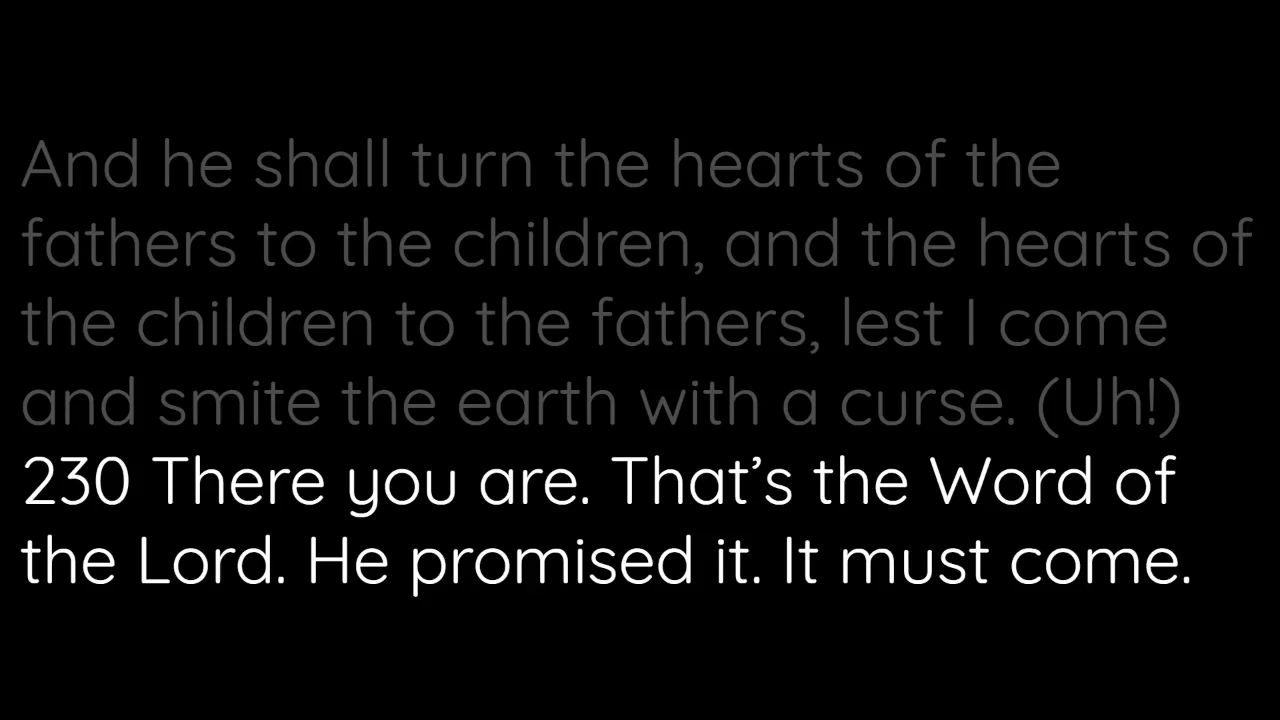 And he shall turn the hearts of the
fathers to the children, and the hearts of
the children to the fathers, lest I come
and smite the earth with a curse. (Uh!)
230 There you are. That’s the Word of
the Lord. He promised it. It must come.